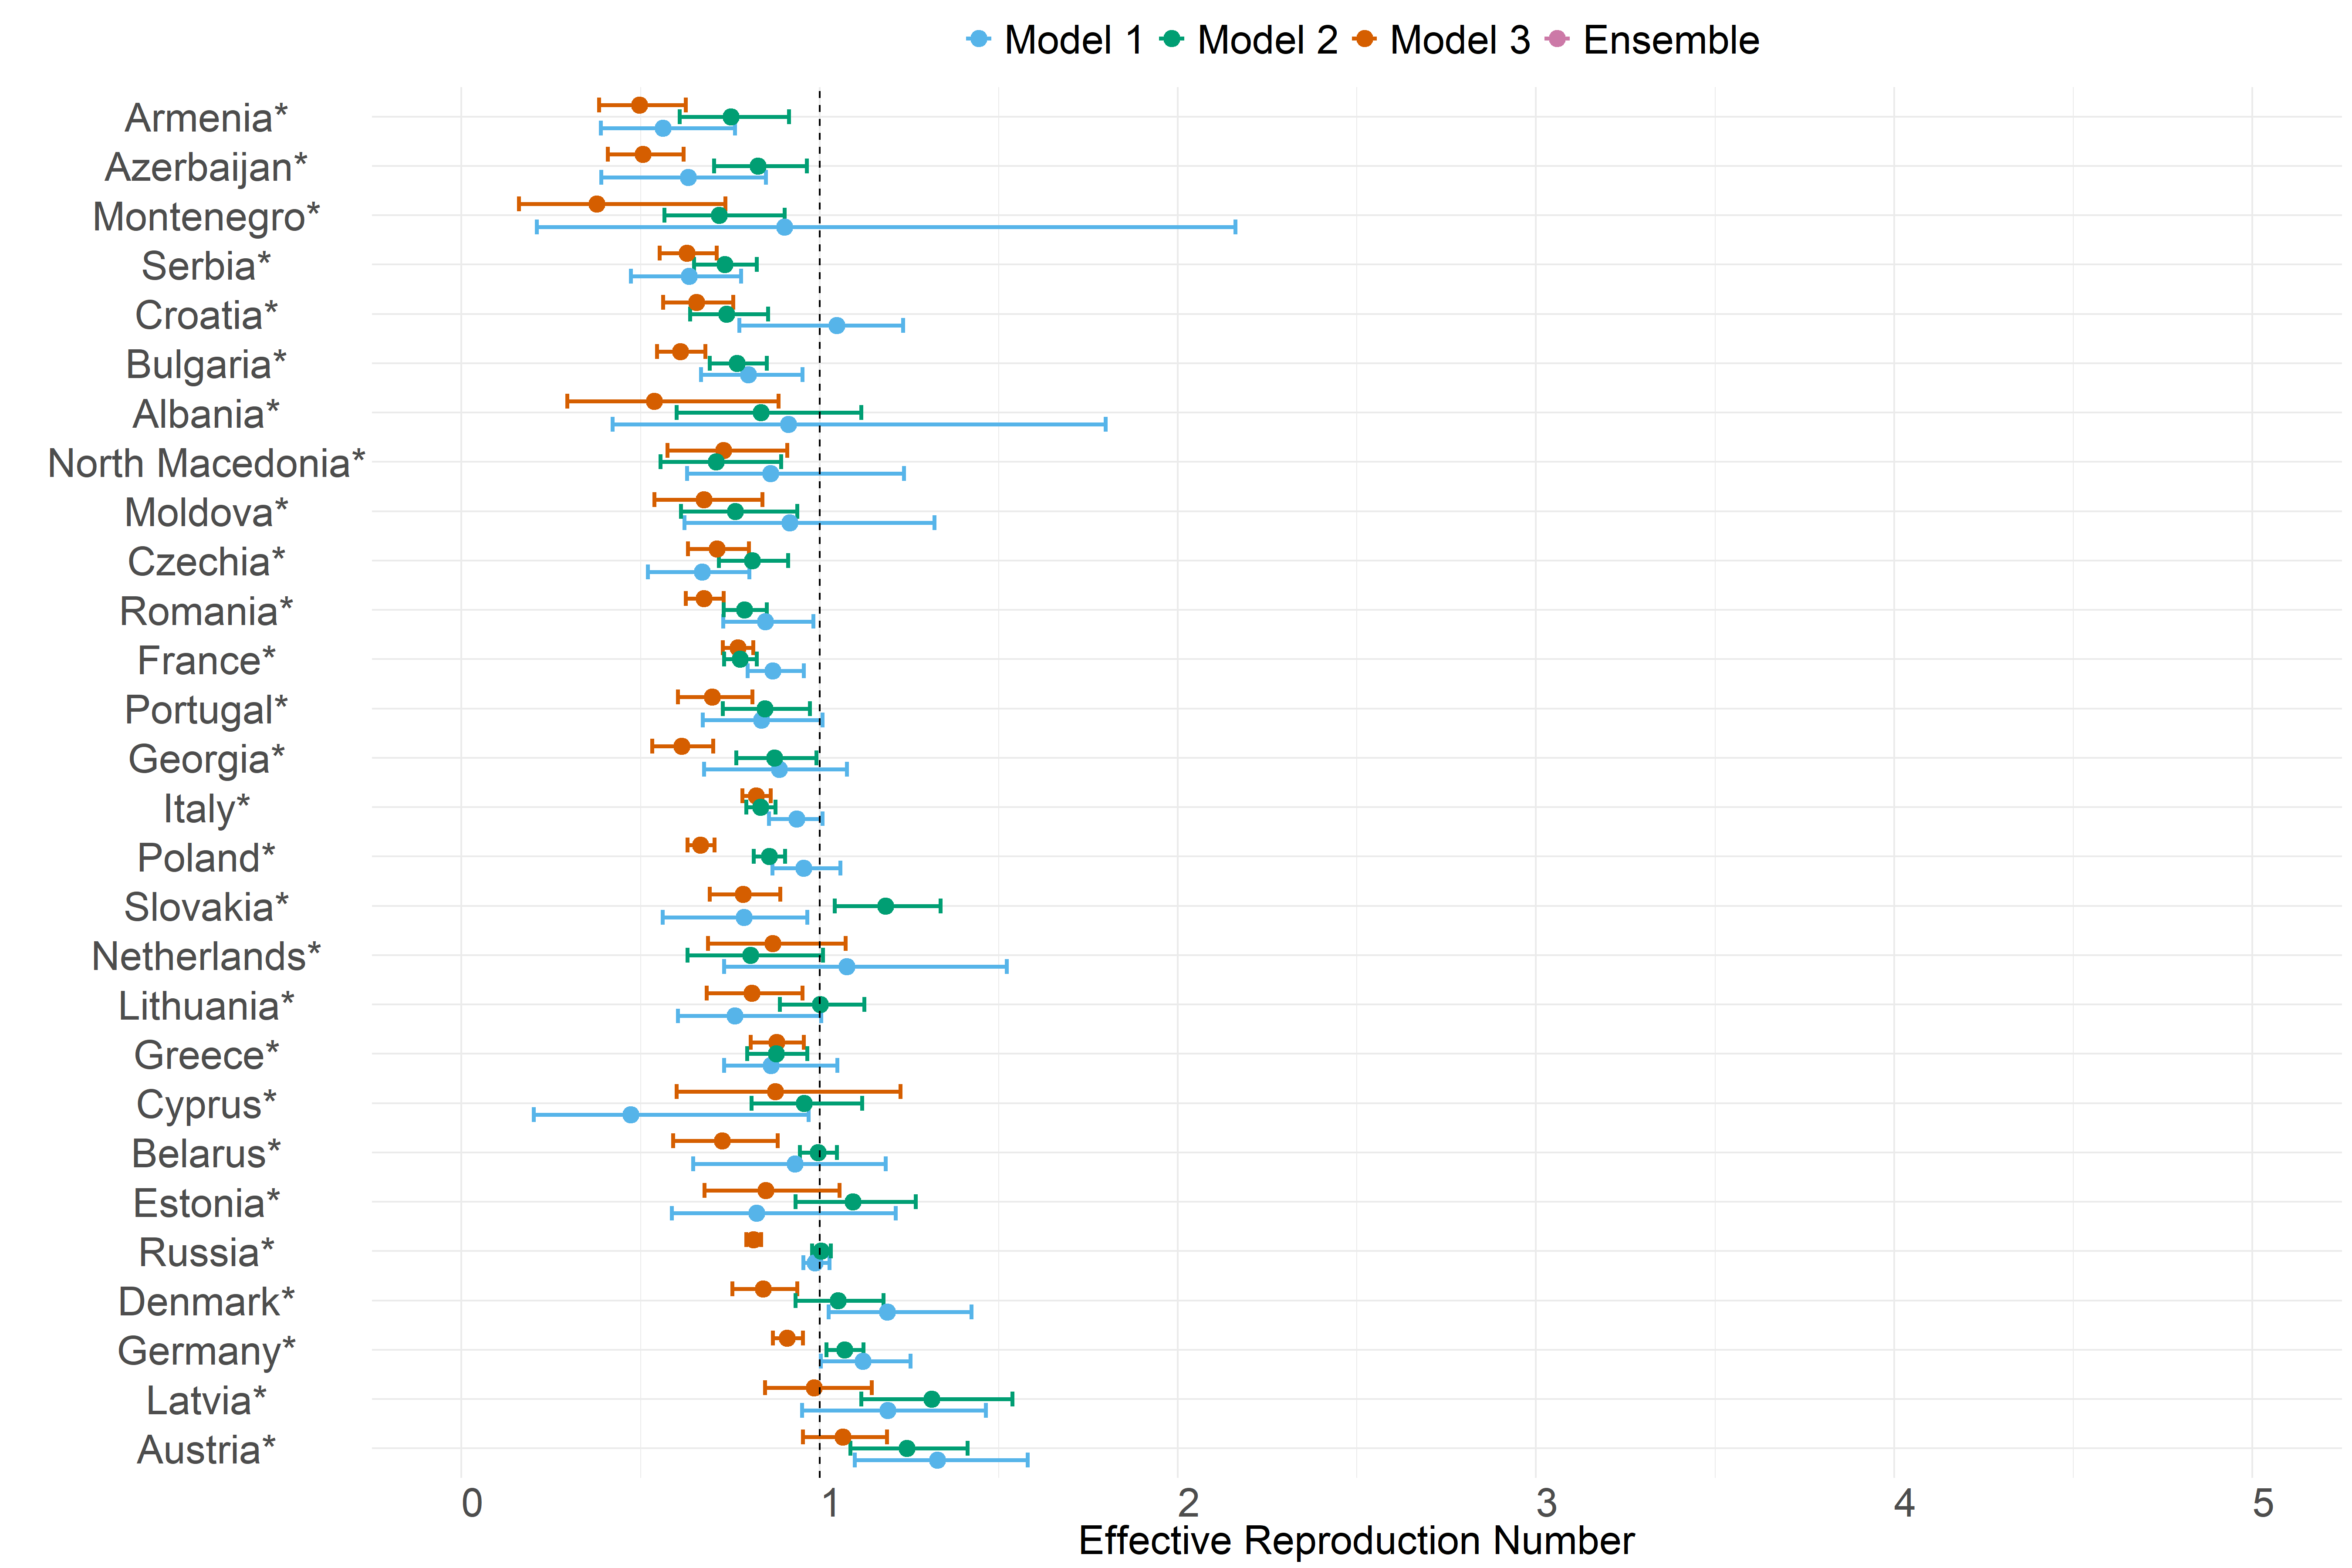 Model 1 Model 2 Model 3 Ensemble
Armenia*
Azerbaijan*
Montenegro*
Serbia*
Croatia*
Bulgaria*
Albania*
North Macedonia*
Moldova*
Czechia*
Romania*
France*
Portugal*
Georgia*
Italy*
Poland*
Slovakia*
Netherlands*
Lithuania*
Greece*
Cyprus*
Belarus*
Estonia*
Russia*
Denmark*
Germany*
Latvia*
Austria*
0 1 2 3 4 5
Effective Reproduction Number